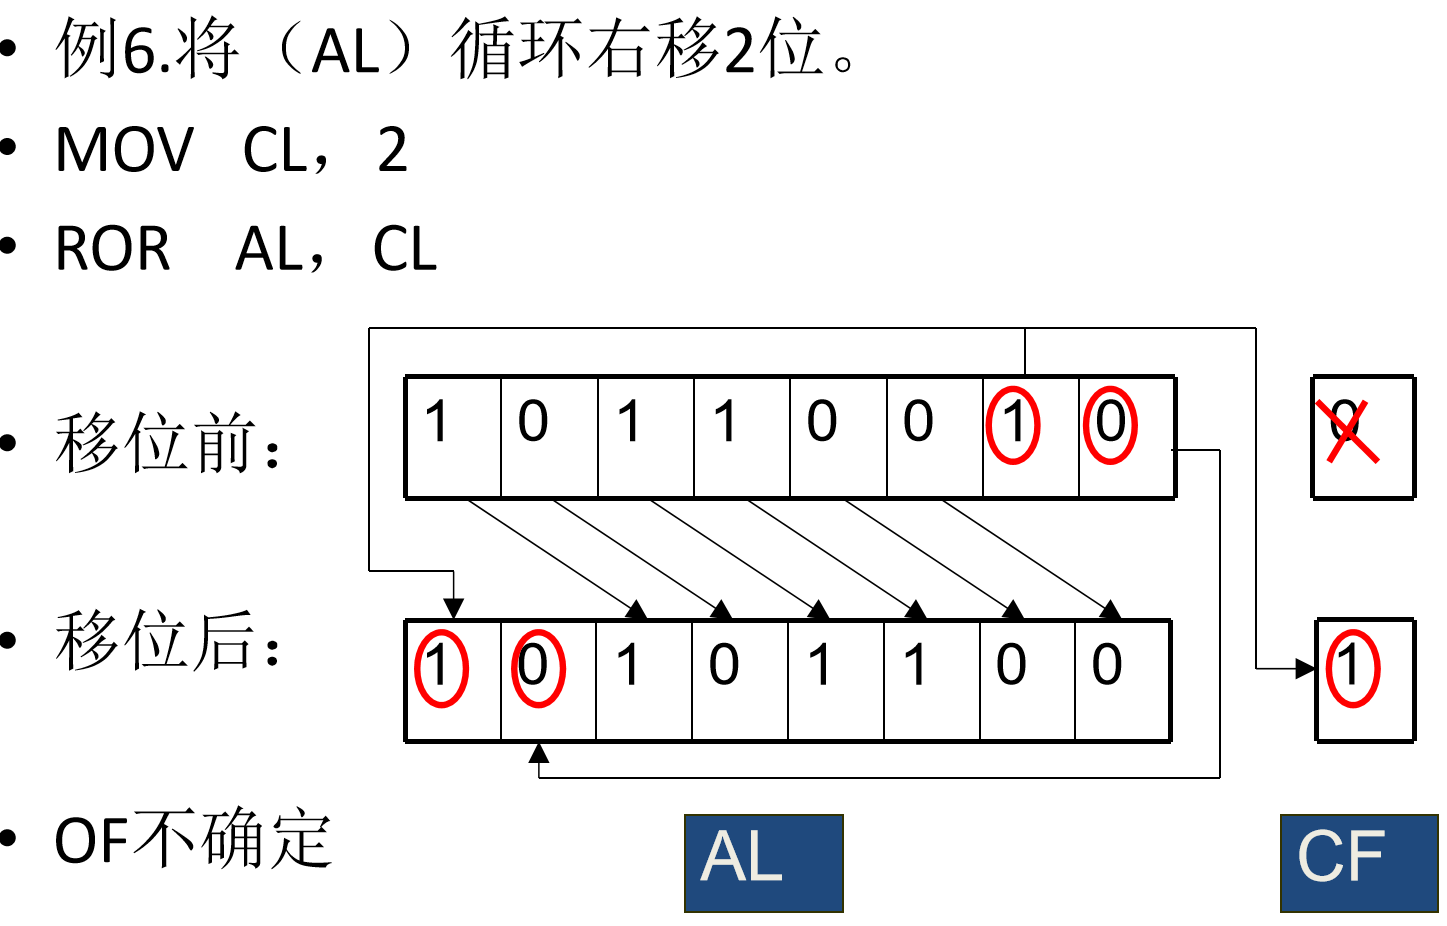 • 例6.将（AL）循环右移2位。
• MOV CL，2
• ROR AL，CL
• 移位前： 1 0 1 1 0 0 1 0 0
• 移位后： 1 0 1 0 1 1 0 0 1
• OF不确定 AL CF